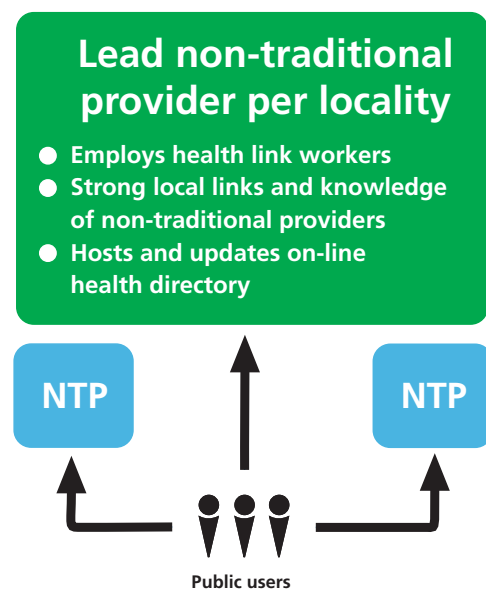 Lead non-traditional
provider per locality
Employs health link workers
Strong local links and knowledge
of non-traditional providers
Hosts and updates on-line
health directory
NTP
NTP
Public users